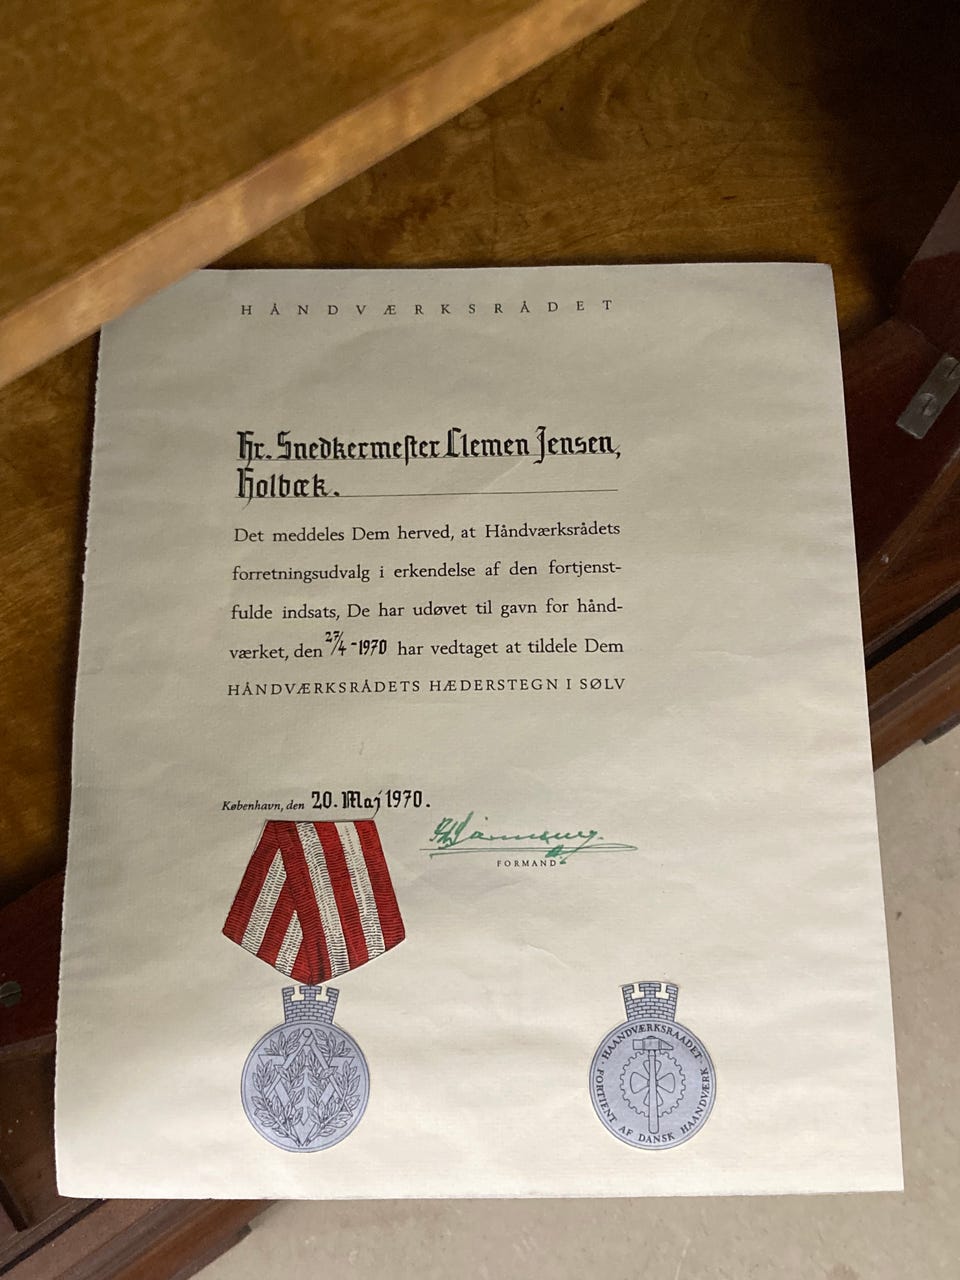 HÅNDVÆRKSRÅDET
Hr. Snedkermester Clemen Jensen,
Holbæk.
Det meddeles Dem herved, at Håndværksrådets
forretningsudvalg i erkendelse af den fortjenst-
fulde indsats, De har udøvet til gavn for hånd-
værket, den 27/4-1970 har vedtaget at tildele Dem
HÅNDVÆRKSRÅDETS HÆDERSTEGN I SØLV
København, den 20. Maj 1970.
FORMAND
HAANDVÆRKSRAADET · FORTIENT AF DANSK HAANDVÆRK